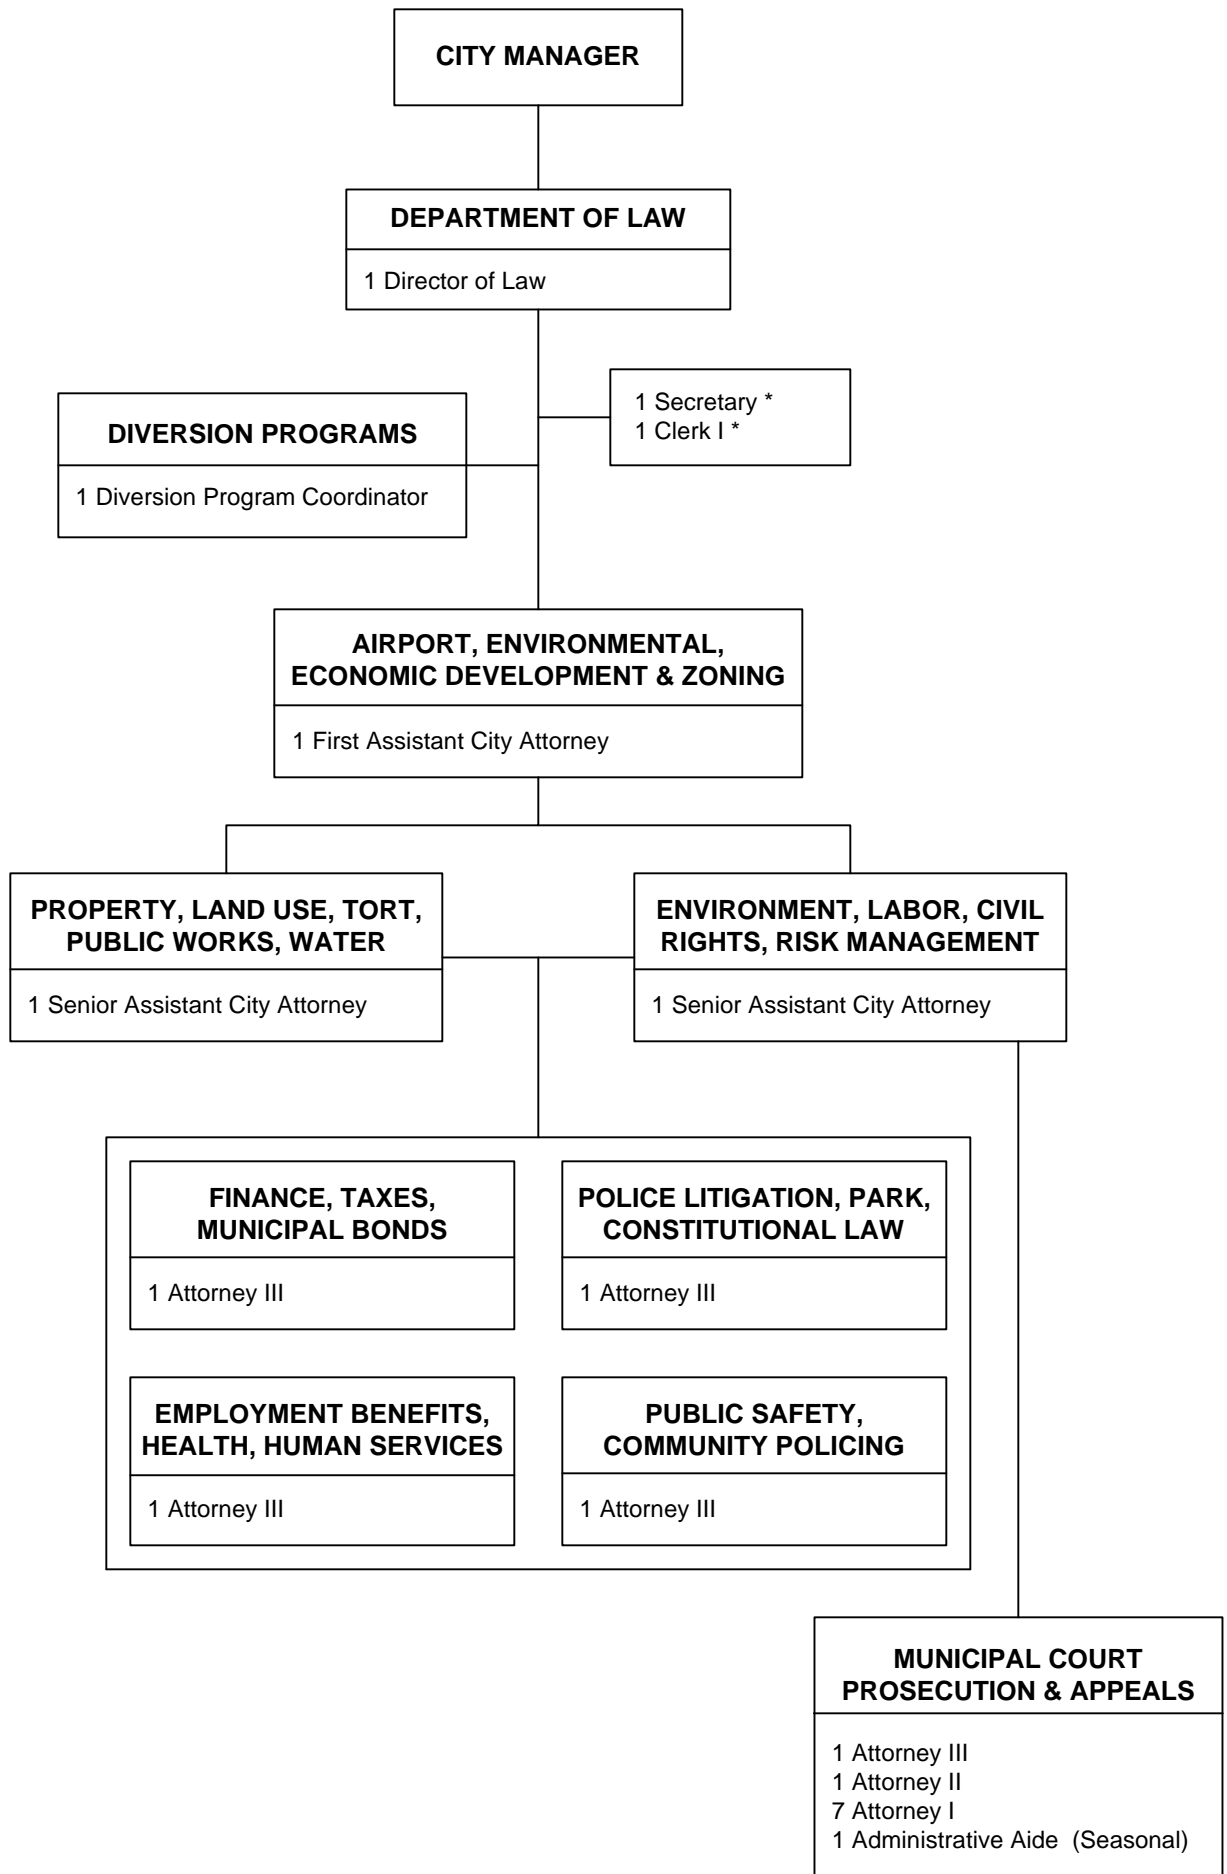 CITY MANAGER
DEPARTMENT OF LAW
1 Director of Law
1 Secretary *
1 Clerk I *
DIVERSION PROGRAMS
1 Diversion Program Coordinator
AIRPORT, ENVIRONMENTAL,
ECONOMIC DEVELOPMENT & ZONING
1 First Assistant City Attorney
PROPERTY, LAND USE, TORT,
PUBLIC WORKS, WATER
1 Senior Assistant City Attorney
ENVIRONMENT, LABOR, CIVIL
RIGHTS, RISK MANAGEMENT
1 Senior Assistant City Attorney
FINANCE, TAXES,
MUNICIPAL BONDS
1 Attorney III
POLICE LITIGATION, PARK,
CONSTITUTIONAL LAW
1 Attorney III
EMPLOYMENT BENEFITS,
HEALTH, HUMAN SERVICES
1 Attorney III
PUBLIC SAFETY,
COMMUNITY POLICING
1 Attorney III
MUNICIPAL COURT
PROSECUTION & APPEALS
1 Attorney III
1 Attorney II
7 Attorney I
1 Administrative Aide (Seasonal)